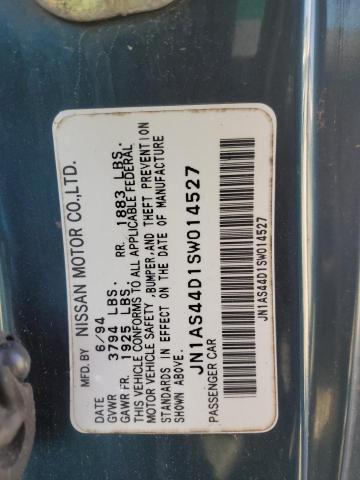 MFD. BY NISSAN MOTOR CO.,LTD.
DATE 6/94
GVWR 3794 LBS.
GAWR FR. 1925 LBS. RR. 1883 LBS.
THIS VEHICLE CONFORMS TO ALL APPLICABLE FEDERAL
MOTOR VEHICLE SAFETY ,BUMPER,AND THEFT PREVENTION
STANDARDS IN EFFECT ON THE DATE OF MANUFACTURE
SHOWN ABOVE.
JN1AS44D1SW014527
PASSENGER CAR
JN1AS44D1SW014527